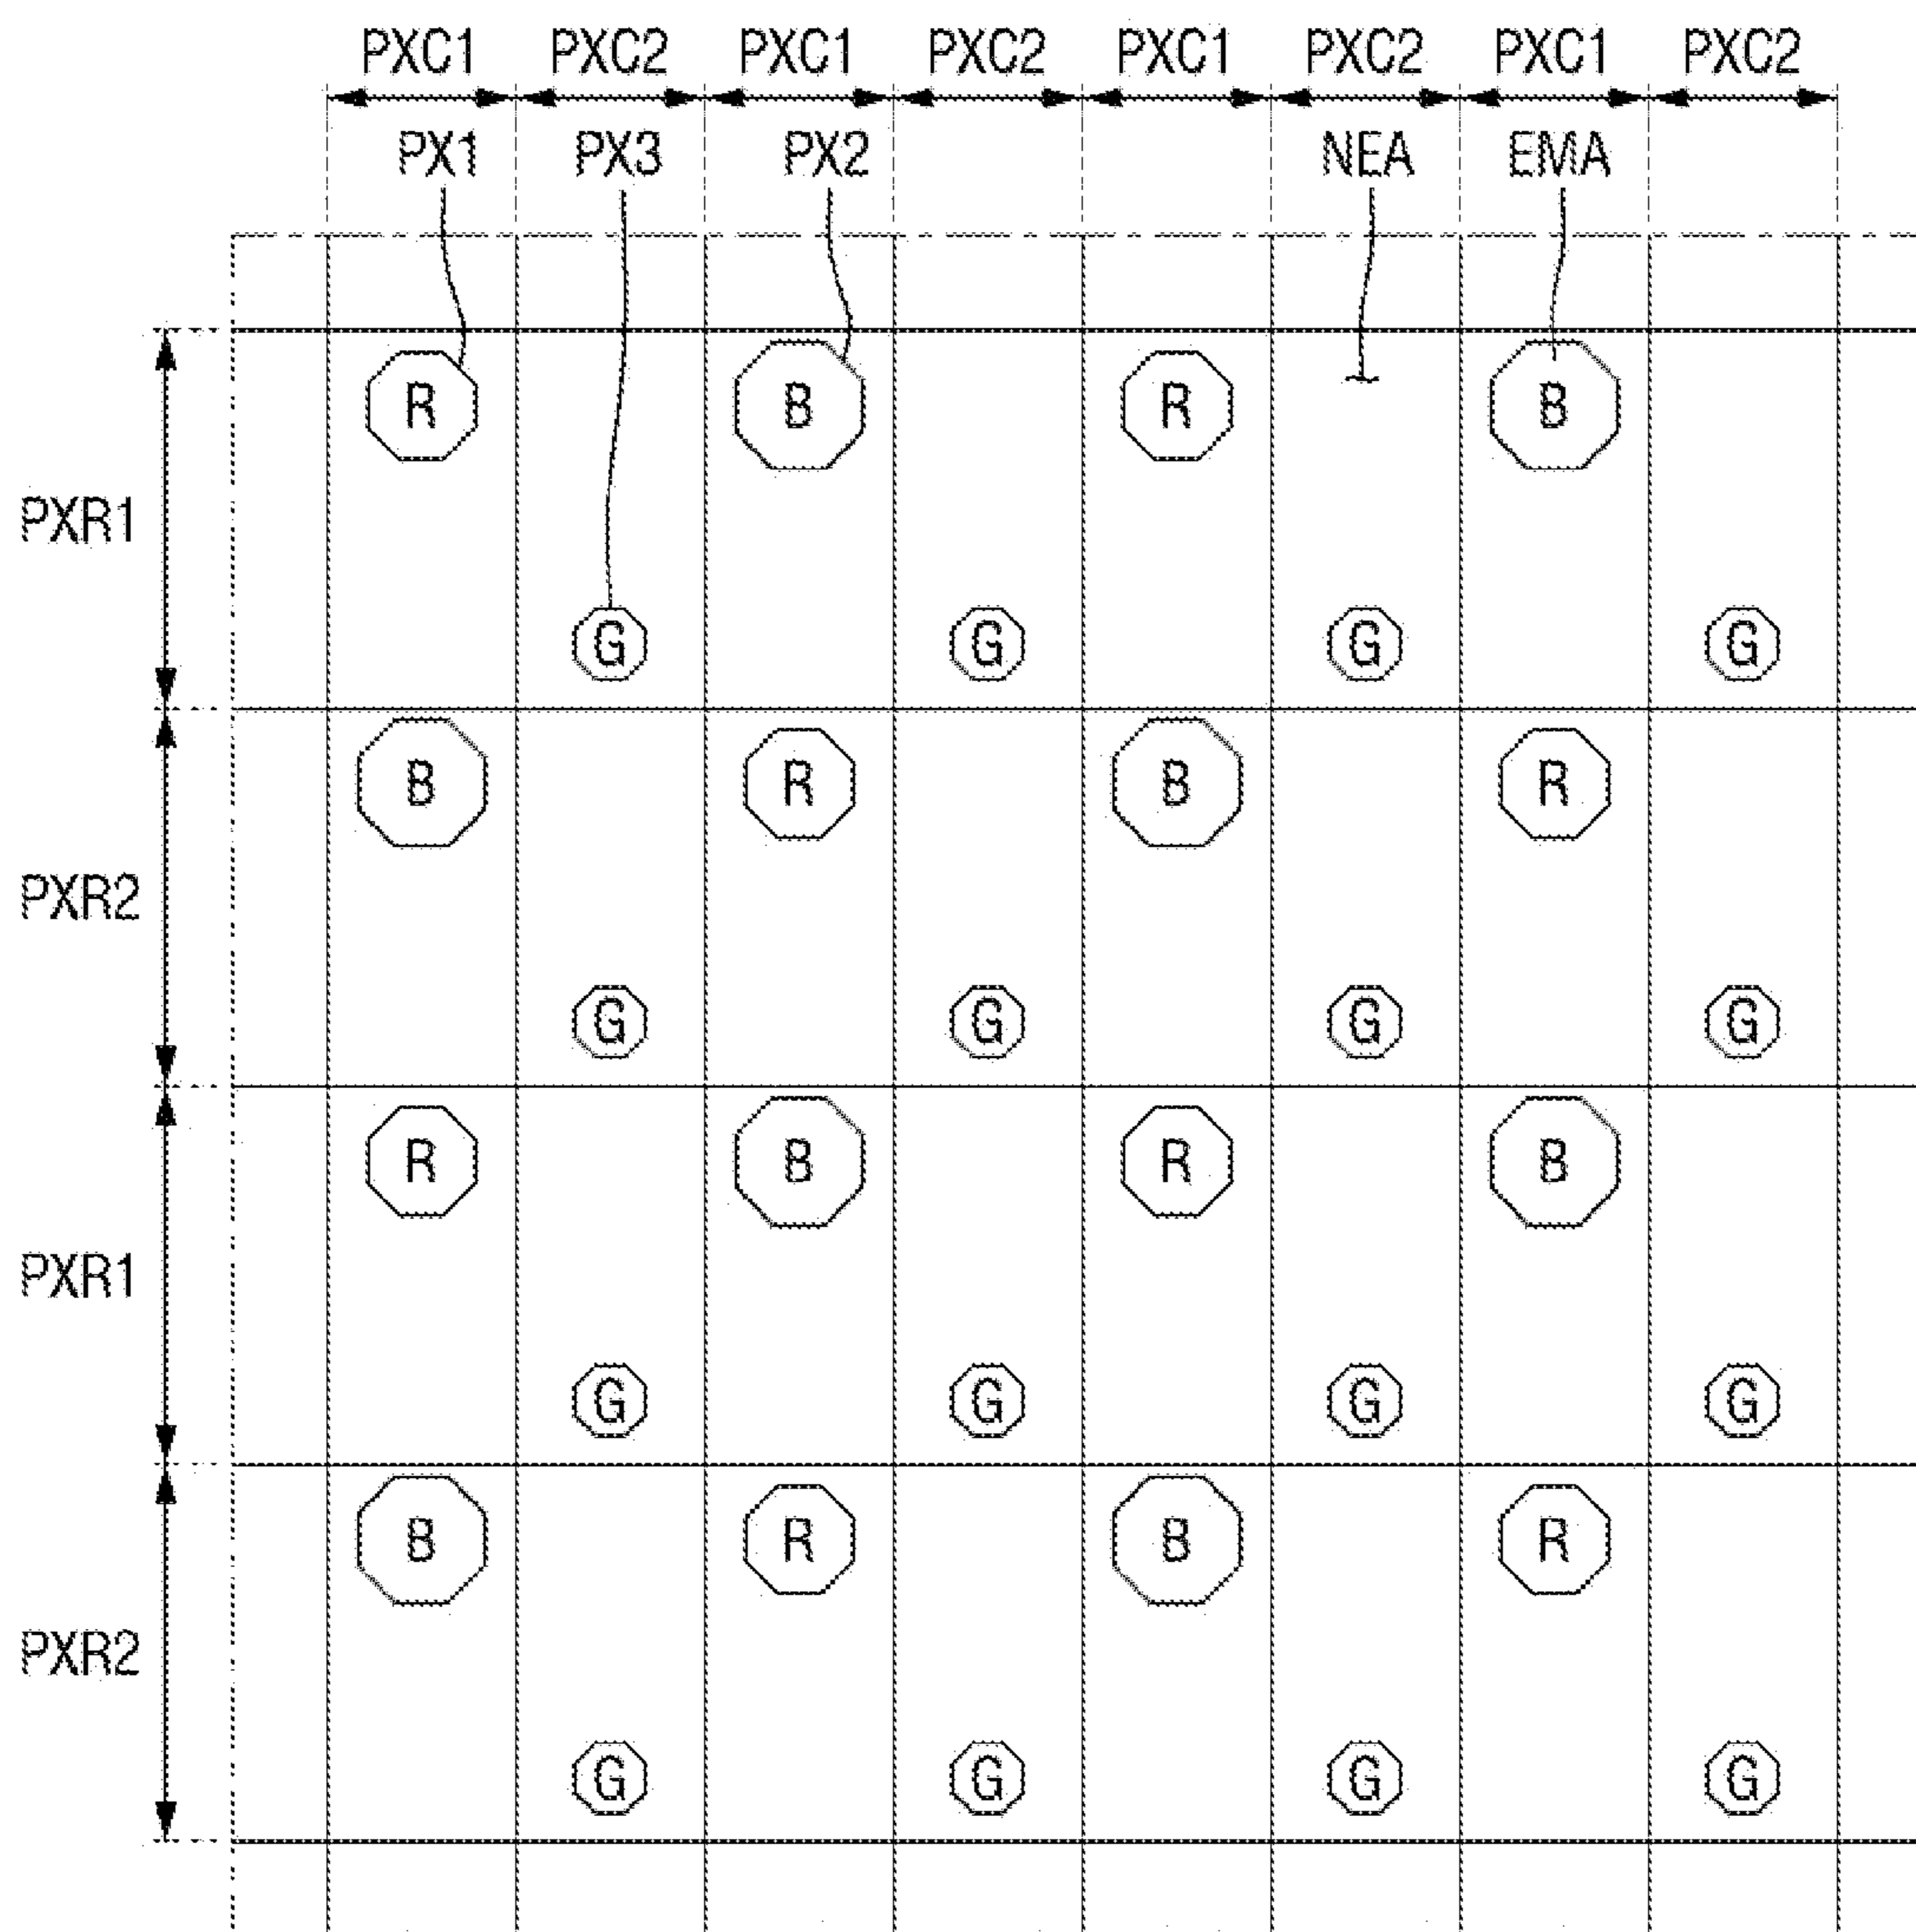 PXC1 PXC2 PXC1 PXC2 PXC1 PXC2 PXC1 PXC2
PX1 PX3 PX2 NEA EMA
R B R B
PXR1
G G G G
B R B R
PXR2
G G G G
R B R B
PXR1
G G G G
B R B R
PXR2
G G G G